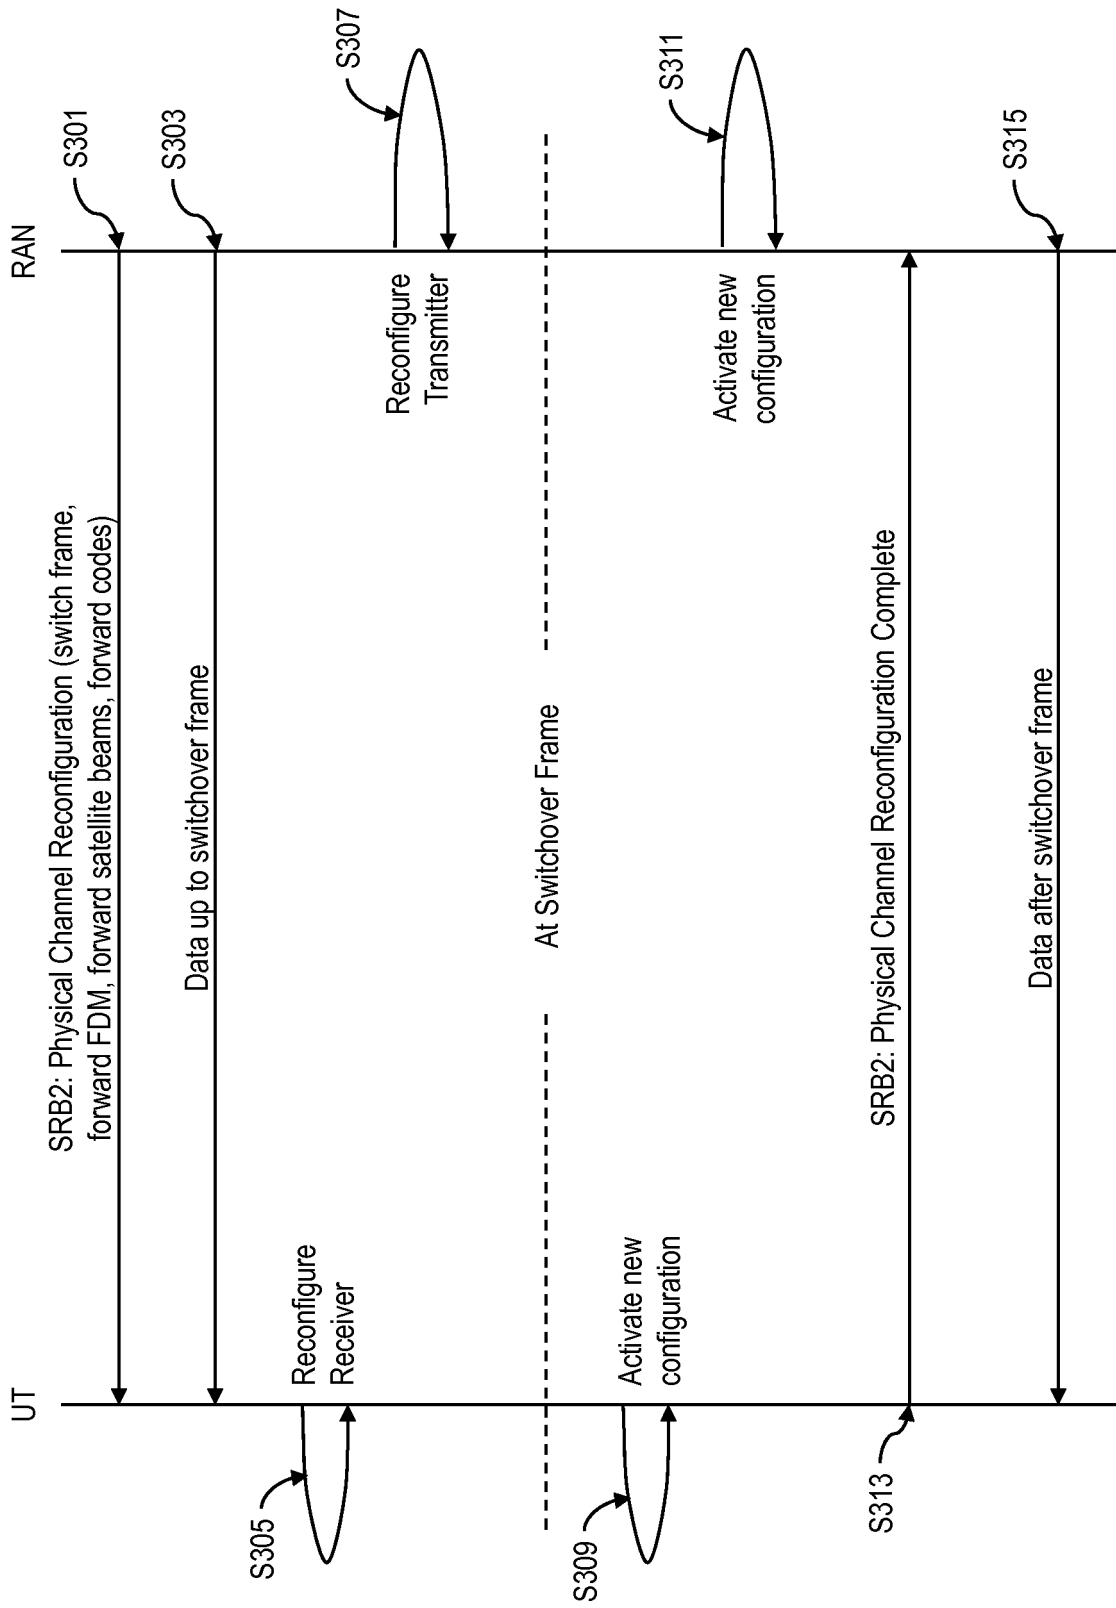 UT
RAN
SRB2: Physical Channel Reconfiguration (switch frame,
forward FDM, forward satellite beams, forward codes)
S301
Data up to switchover frame
S303
S305
Reconfigure
Receiver
Reconfigure
Transmitter
S307
At Switchover Frame
S309
Activate new
configuration
Activate new
configuration
S311
S313
SRB2: Physical Channel Reconfiguration Complete
Data after switchover frame
S315